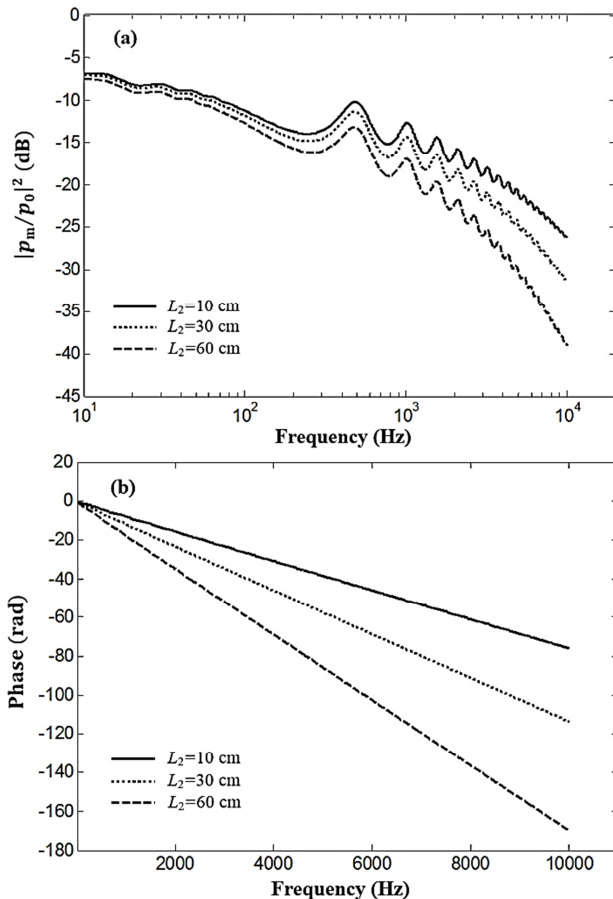 0
(a)
-5
-10
-15
-20
-25
-30
-35
-40
-45
|pm/p0|² (dB)
L2=10 cm
L2=30 cm
L2=60 cm
10¹
10²
10³
10⁴
Frequency (Hz)
20
(b)
0
-20
-40
-60
-80
-100
-120
-140
-160
-180
Phase (rad)
L2=10 cm
L2=30 cm
L2=60 cm
2000
4000
6000
8000
10000
Frequency (Hz)